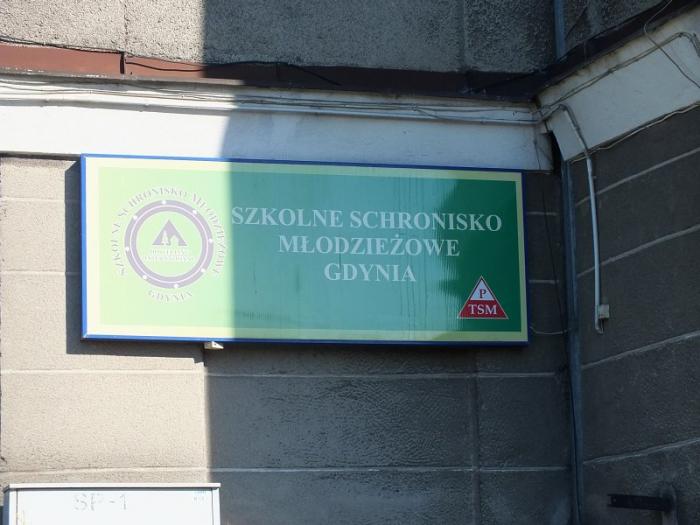 SZKOLNE SCHRONISKO MŁODZIEŻOWE
GDYNIA
SZKOLNE SCHRONISKO
MŁODZIEŻOWE
GDYNIA
P
TSM
SP-1